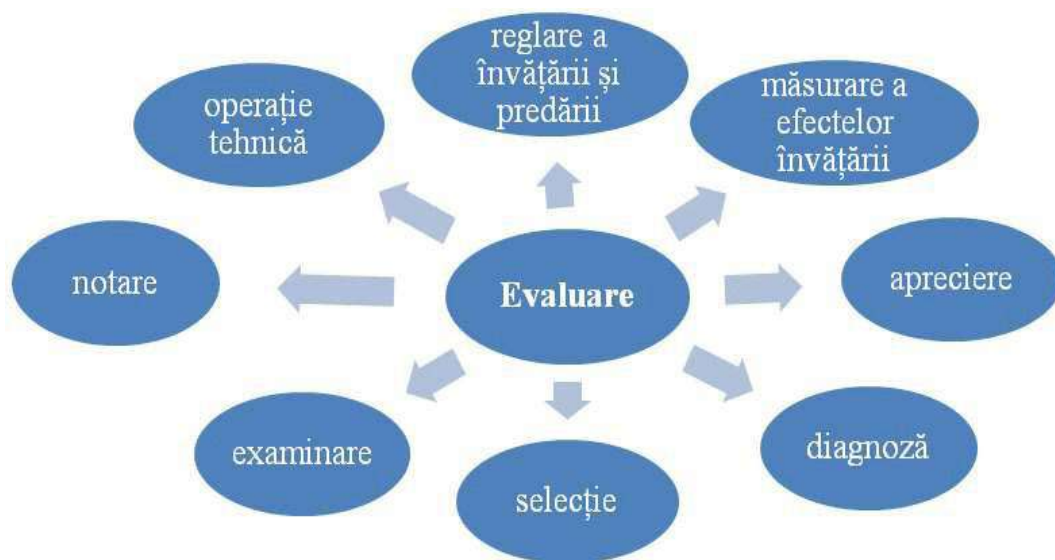 reglare a
învățării și
predării
operație
tehnică
măsurare a
efectelor
învățării
notare
Evaluare
apreciere
examinare
selecție
diagnoză